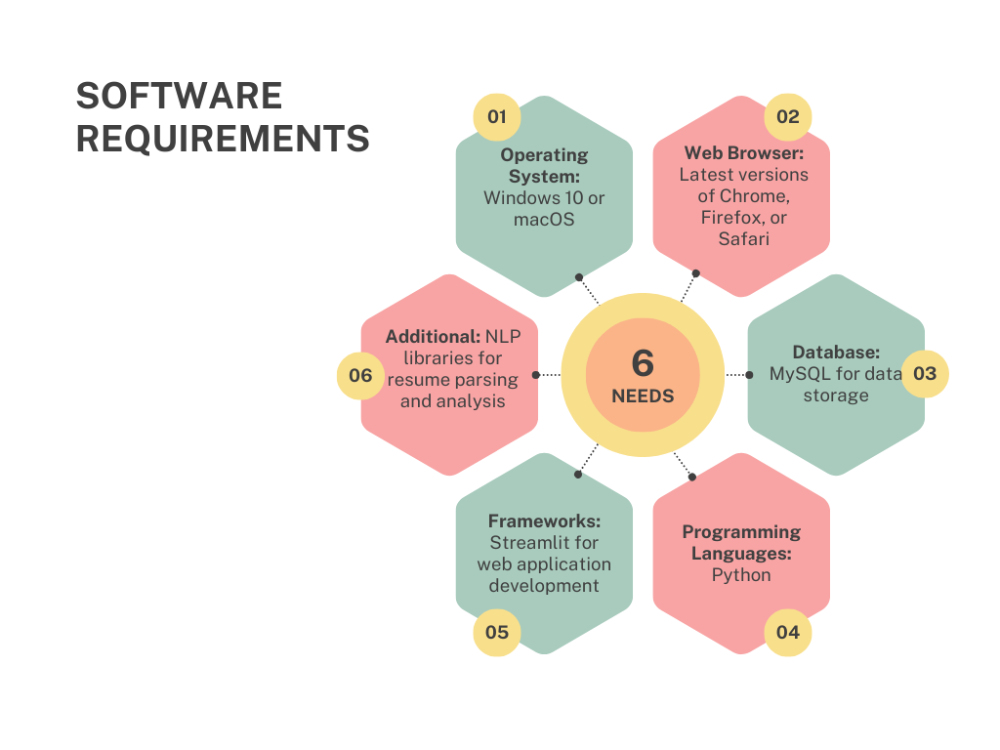 SOFTWARE
REQUIREMENTS
01
Operating
System:
Windows 10 or
macOS
02
Web Browser:
Latest versions
of Chrome,
Firefox, or
Safari
03
Database:
MySQL for data
storage
04
Programming
Languages:
Python
05
Frameworks:
Streamlit for
web application
development
06
Additional: NLP
libraries for
resume parsing
and analysis
6
NEEDS